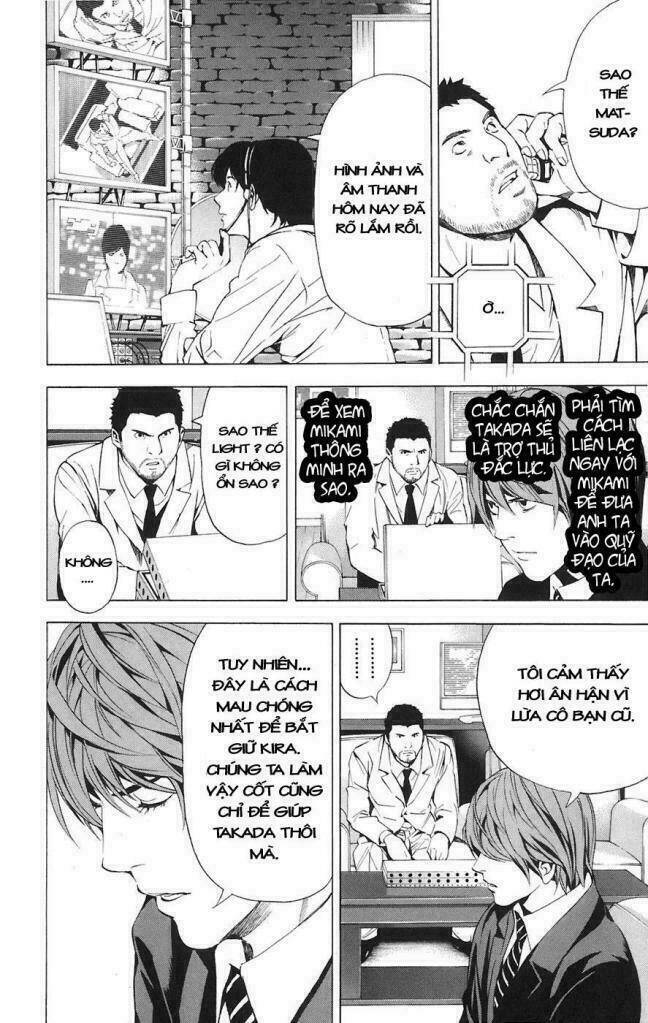 SAO
THẾ
MAT-
SUDA?
HÌNH ẢNH VÀ
ÂM THANH
HÔM NAY ĐÃ
RÕ LẮM RỒI.
Ờ...
PHẢI TÌM
CÁCH
LIÊN LẠC
NGAY VỚI
MIKAMI
ĐỂ ĐƯA
ANH TA
VÀO QUỸ
ĐẠO CỦA
TA.
CHẮC CHẮN
TAKADA SẼ
LÀ TRỢ THỦ
ĐẮC LỰC.
ĐỂ XEM
MIKAMI
THÔNG
MINH RA
SAO.
SAO THẾ
LIGHT ? CÓ
GÌ KHÔNG
ỔN SAO ?
KHÔNG
....
TÔI CẢM THẤY
HƠI ÂN HẬN VÌ
LỪA CÔ BẠN CŨ.
......
TUY NHIÊN...
ĐÂY LÀ CÁCH
MAU CHÓNG
NHẤT ĐỂ BẮT
GIỮ KIRA.
CHÚNG TA LÀM
VẬY CỐT CŨNG
CHỈ ĐỂ GIÚP
TAKADA THÔI
MÀ.